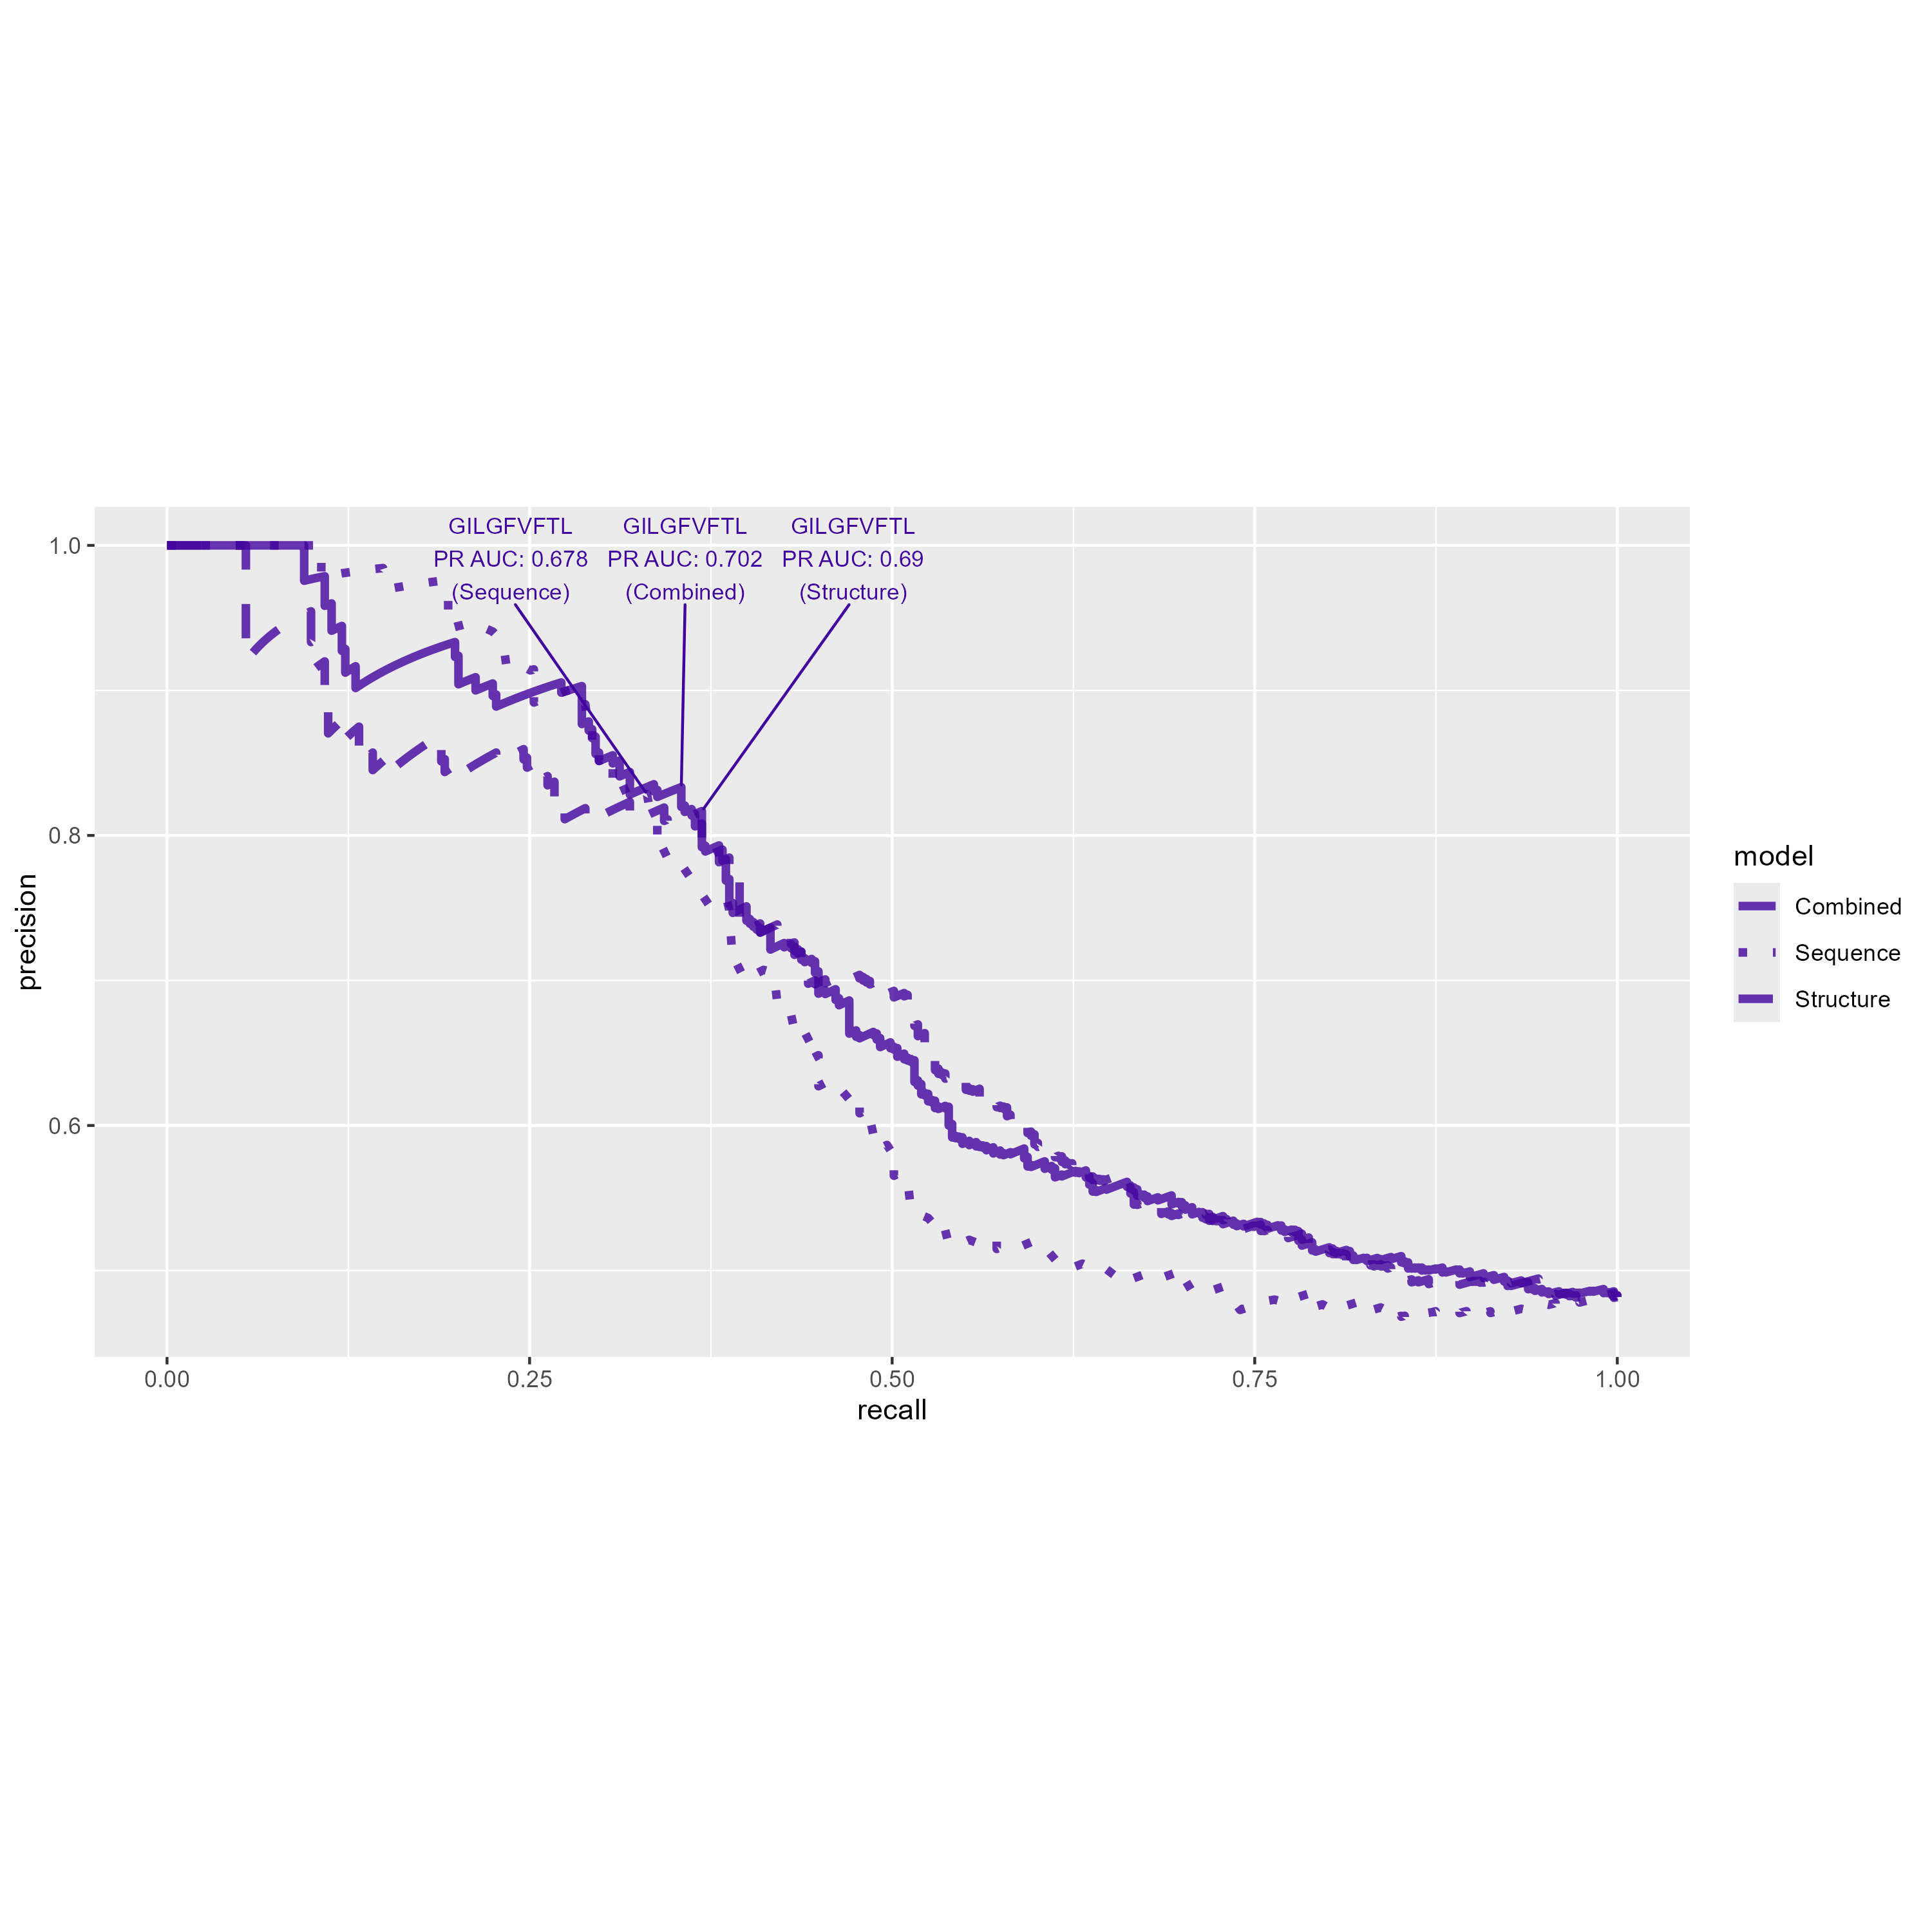 GILGFVFTL GILGFVFTL GILGFVFTL
PR AUC: 0.678 PR AUC: 0.702 PR AUC: 0.69
(Sequence) (Combined) (Structure)
1.0
0.8
0.6
precision
0.00 0.25 0.50 0.75 1.00
recall
model
Combined
Sequence
Structure